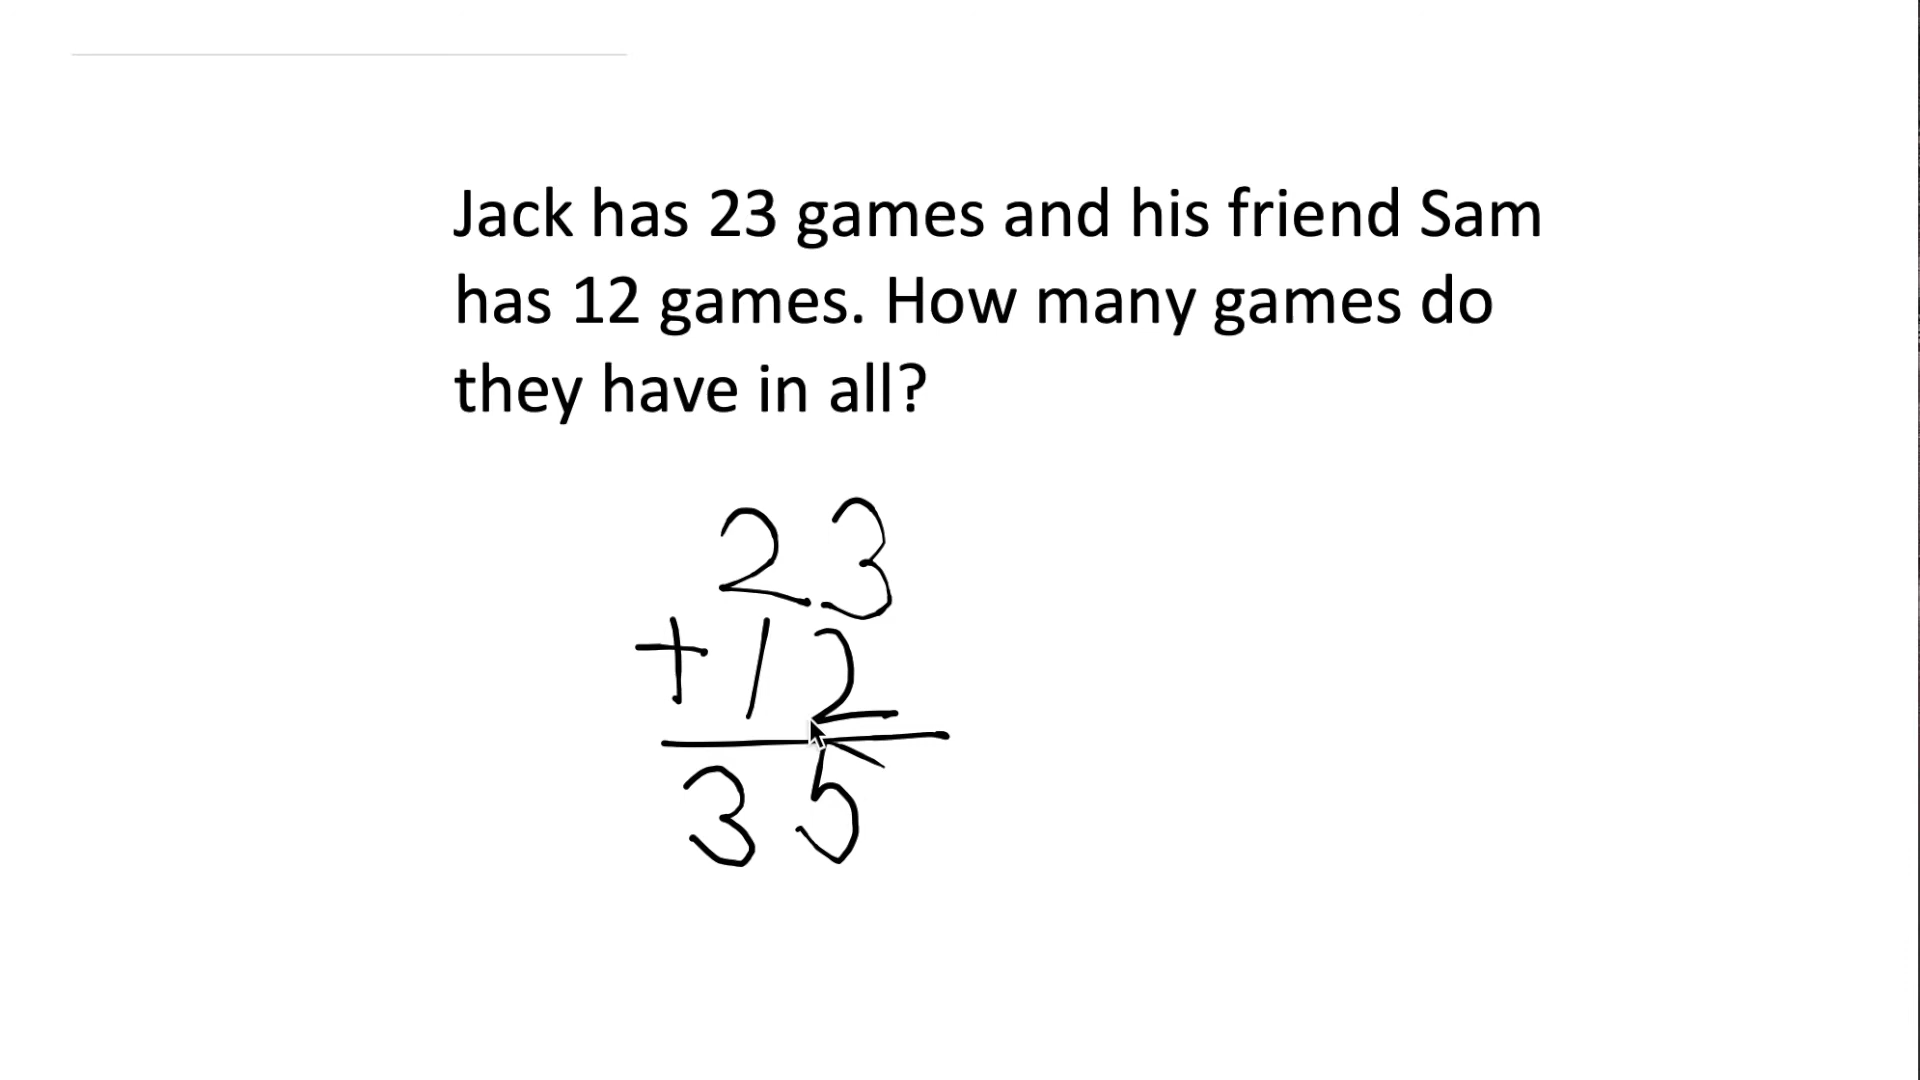 Jack has 23 games and his friend Sam
has 12 games. How many games do
they have in all?
23
+12
35